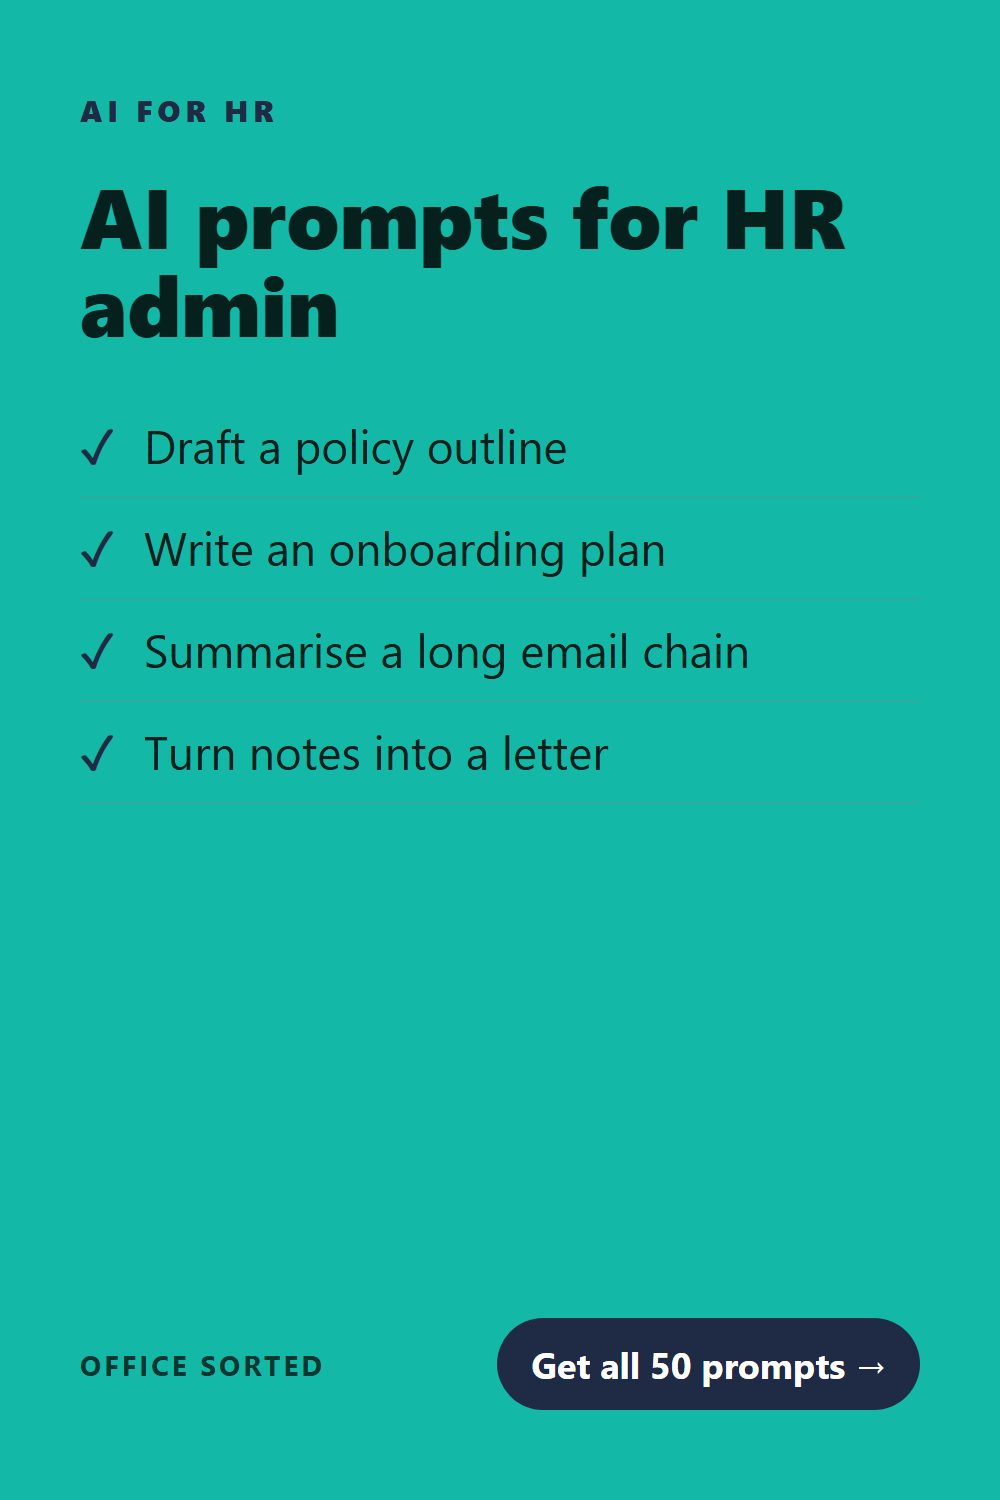 AI FOR HR
AI prompts for HR
admin
✓ Draft a policy outline
✓ Write an onboarding plan
✓ Summarise a long email chain
✓ Turn notes into a letter
OFFICE SORTED
Get all 50 prompts →